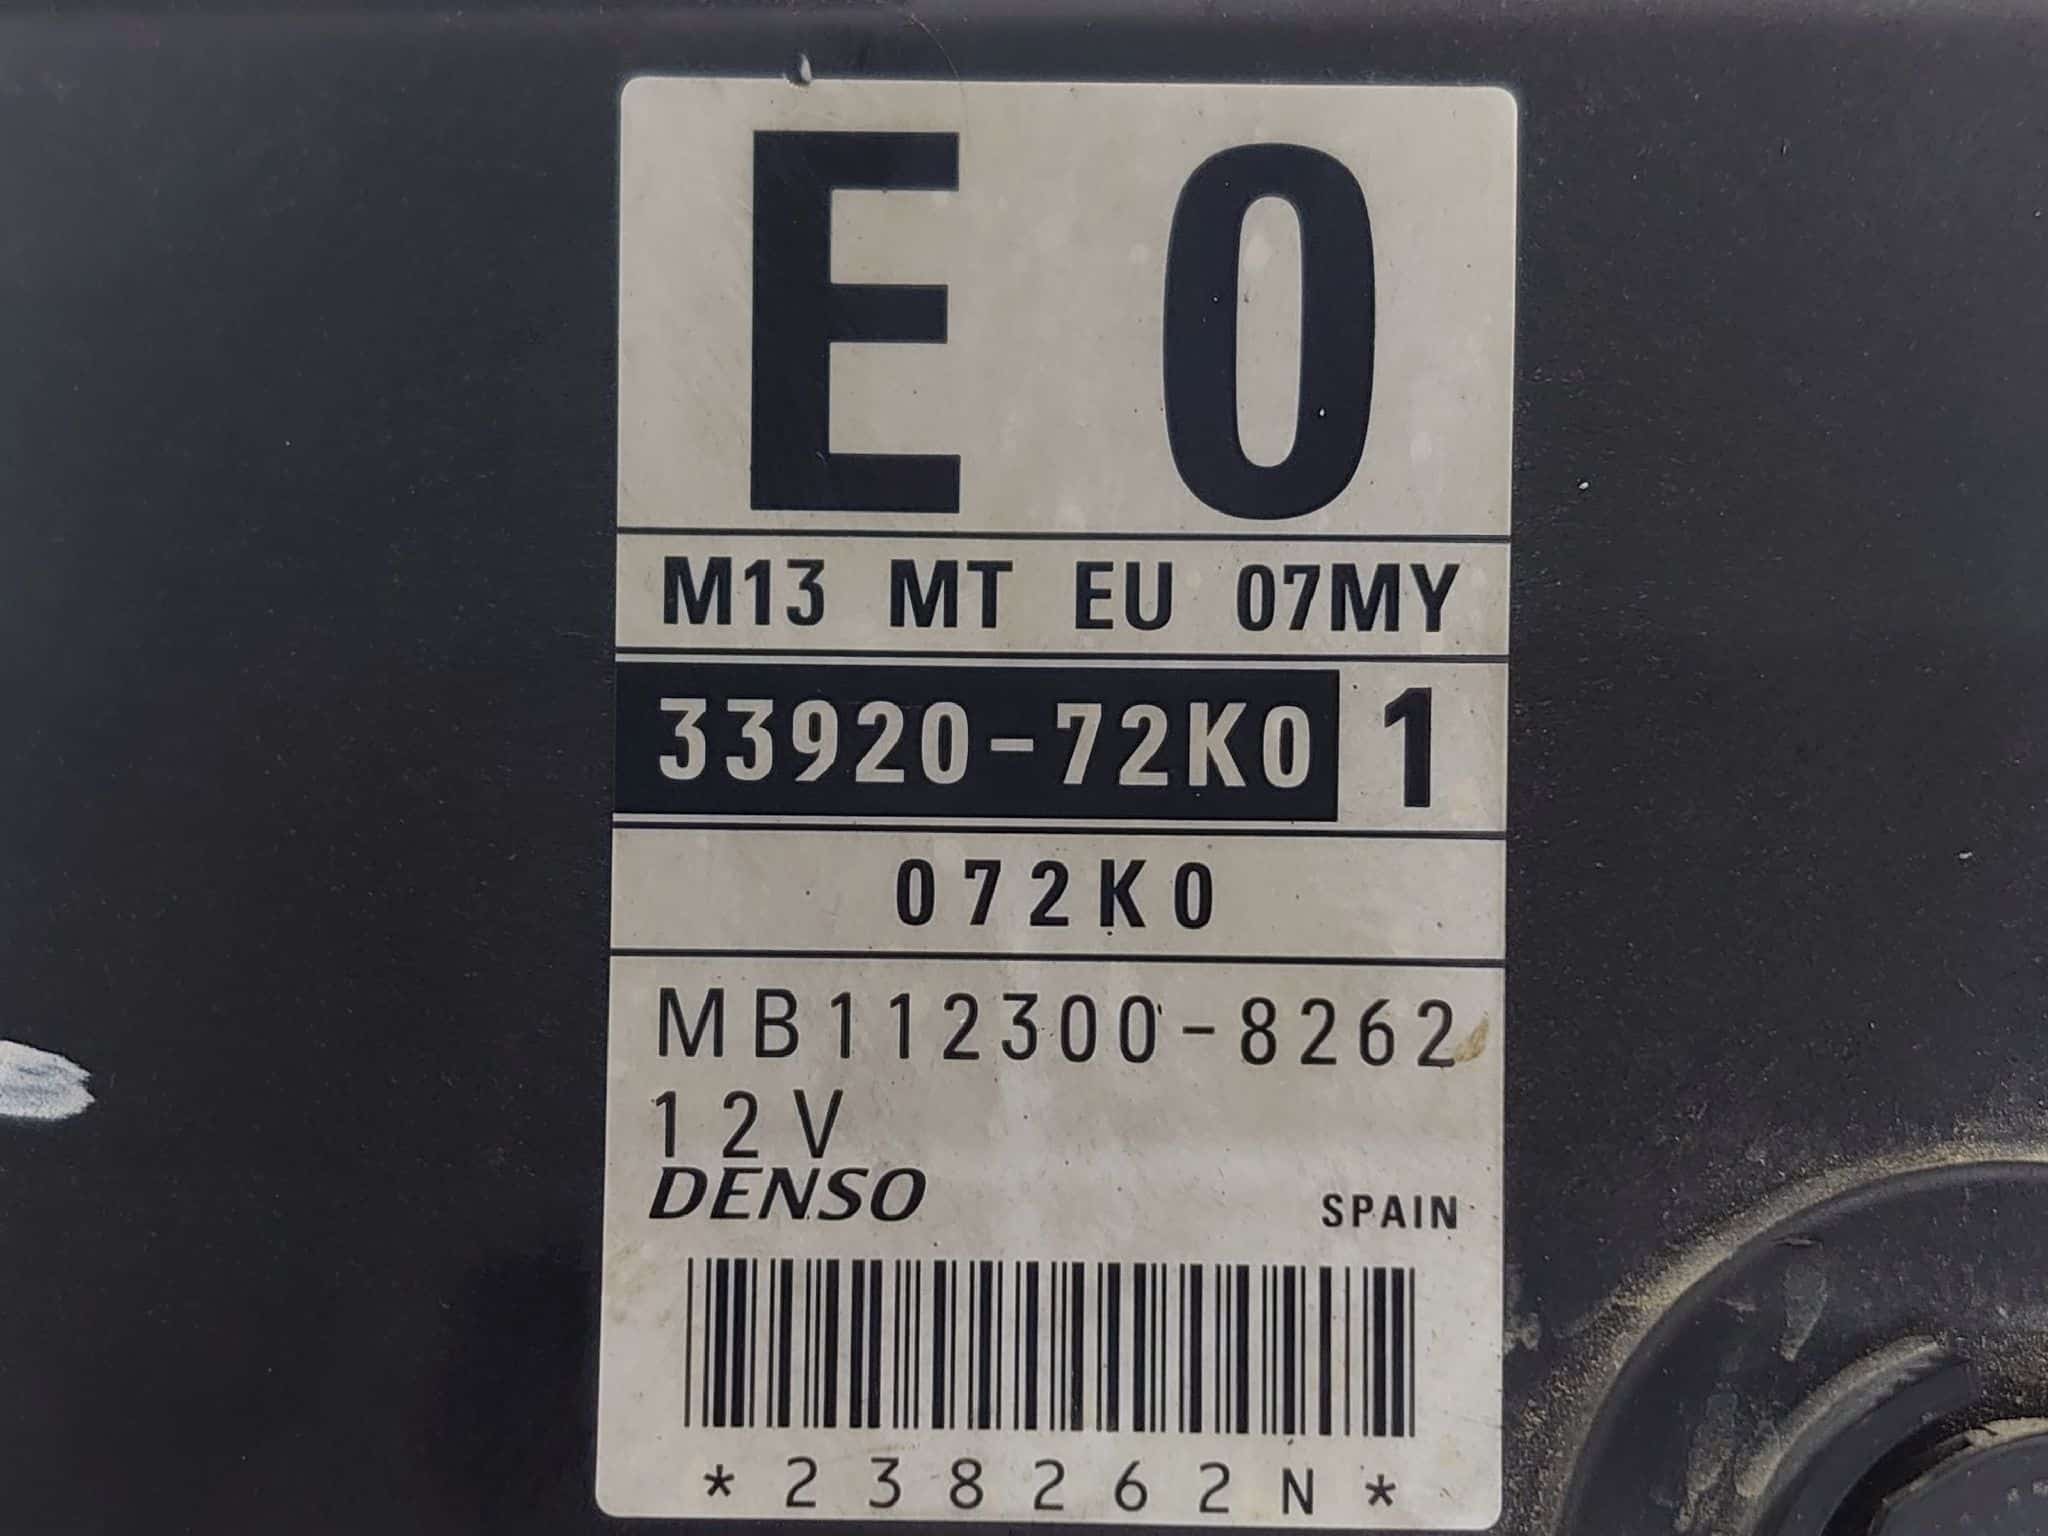 E 0
M13 MT EU 07MY
33920-72K0 1
072K0
MB112300-8262
12V
DENSO SPAIN
*238262N*